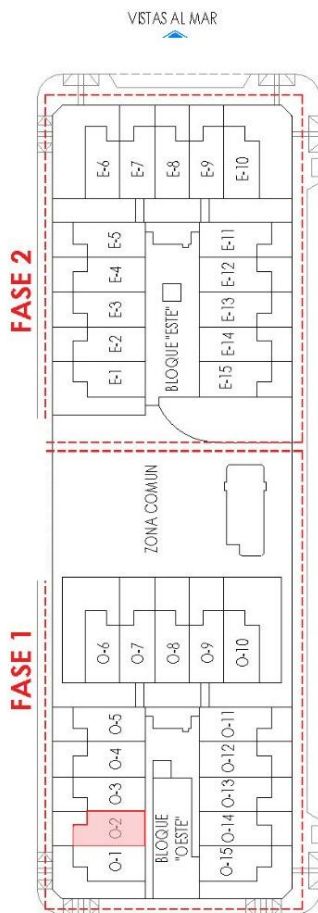 VISTAS AL MAR
FASE 2
E-6
E-7
E-8
E-9
E-10
E-5
E-4
E-3
E-2
E-1
BLOQUE "ESTE"
E-11
E-12
E-13
E-14
E-15
ZONA COMUN
FASE 1
O-6
O-7
O-8
O-9
O-10
O-5
O-4
O-3
O-2
O-1
BLOQUE
"OESTE"
O-11
O-12
O-13
O-14
O-15